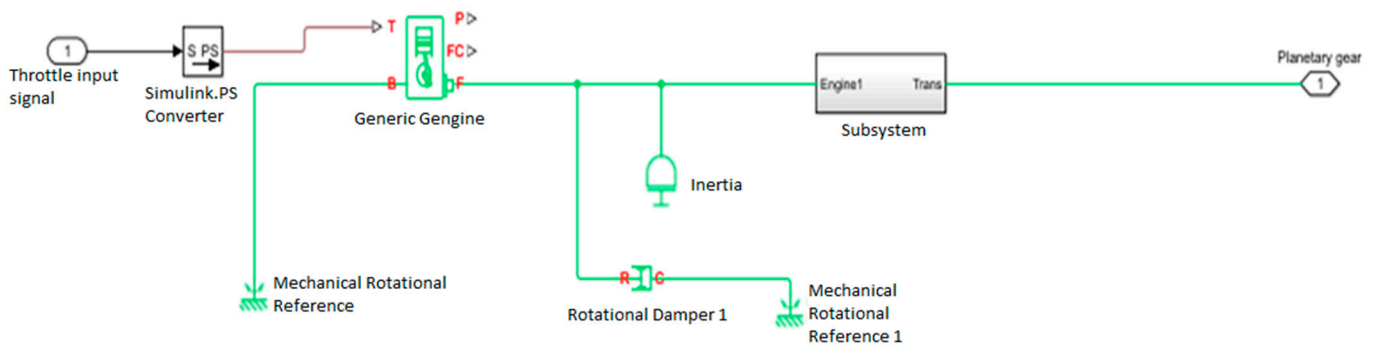 1
Throttle input
signal
S PS
Simulink.PS
Converter
T
P
FC
B
F
Generic Gengine
Mechanical Rotational
Reference
Inertia
R
C
Rotational Damper 1
Mechanical
Rotational
Reference 1
Engine1
Trans
Subsystem
Planetary gear
1